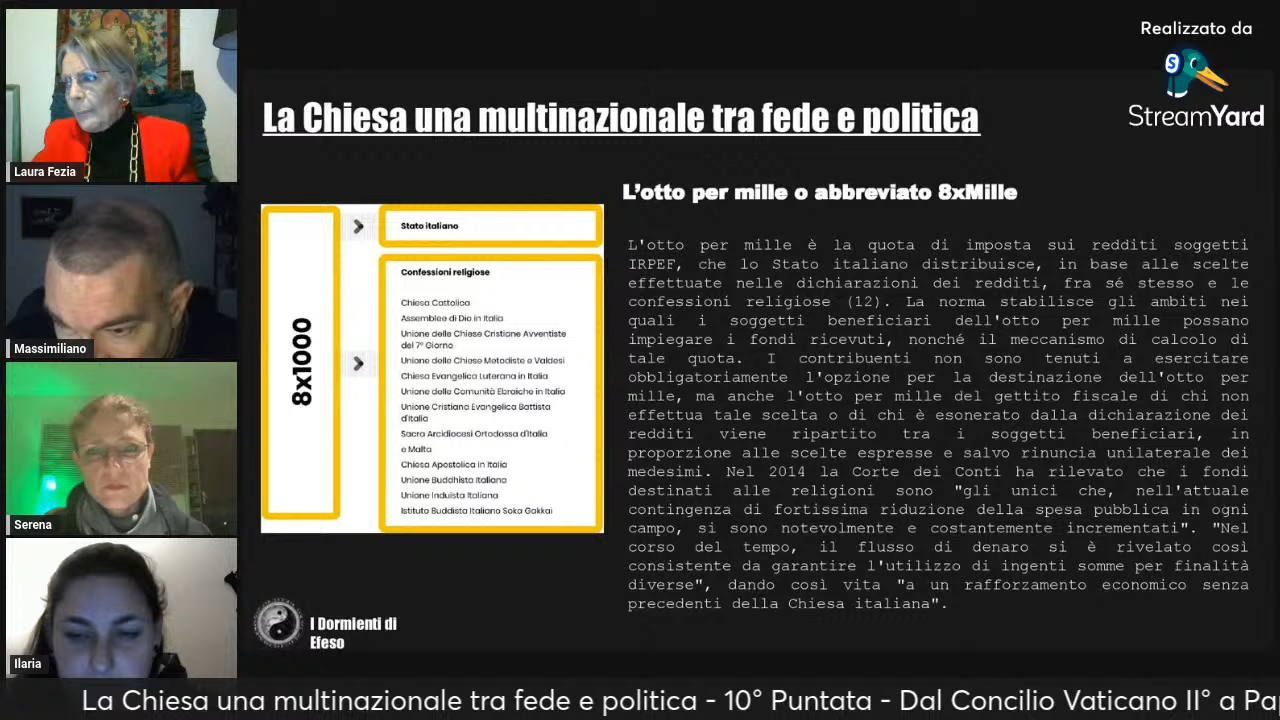 Realizzato da
StreamYard
Laura Fezia
Massimiliano
Serena
Ilaria
La Chiesa una multinazionale tra fede e politica
8x1000
Stato italiano
Confessioni religiose
Chiesa Cattolica
Assemblee di Dio in Italia
Unione delle Chiese Cristiane Avventiste
del 7° Giorno
Unione delle Chiese Metodiste e Valdesi
Chiesa Evangelica Luterana in Italia
Unione delle Comunità Ebraiche in Italia
Unione Cristiana Evangelica Battista
d'Italia
Sacra Arcidiocesi Ortodossa d'Italia
e Malta
Chiesa Apostolica in Italia
Unione Buddhista Italiana
Unione Induista Italiana
Istituto Buddista Italiano Soka Gakkai
L'otto per mille o abbreviato 8xMille
L'otto per mille è la quota di imposta sui redditi soggetti
IRPEF, che lo Stato italiano distribuisce, in base alle scelte
effettuate nelle dichiarazioni dei redditi, fra sé stesso e le
confessioni religiose (12). La norma stabilisce gli ambiti nei
quali i soggetti beneficiari dell'otto per mille possano
impiegare i fondi ricevuti, nonché il meccanismo di calcolo di
tale quota. I contribuenti non sono tenuti a esercitare
obbligatoriamente l'opzione per la destinazione dell'otto per
mille, ma anche l'otto per mille del gettito fiscale di chi non
effettua tale scelta o di chi è esonerato dalla dichiarazione dei
redditi viene ripartito tra i soggetti beneficiari, in
proporzione alle scelte espresse e salvo rinuncia unilaterale dei
medesimi. Nel 2014 la Corte dei Conti ha rilevato che i fondi
destinati alle religioni sono "gli unici che, nell'attuale
contingenza di fortissima riduzione della spesa pubblica in ogni
campo, si sono notevolmente e costantemente incrementati". "Nel
corso del tempo, il flusso di denaro si è rivelato così
consistente da garantire l'utilizzo di ingenti somme per finalità
diverse", dando così vita "a un rafforzamento economico senza
precedenti della Chiesa italiana".
I Dormienti di
Efeso
La Chiesa una multinazionale tra fede e politica - 10° Puntata - Dal Concilio Vaticano II° a Pa